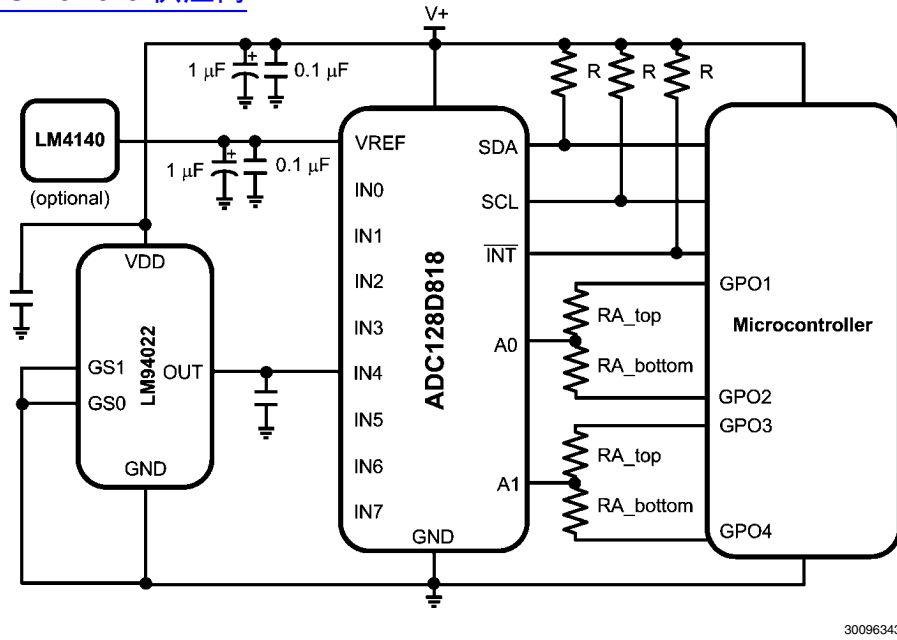 V+
1 µF
+
0.1 µF
R
R
R
LM4140
(optional)
1 µF
+
0.1 µF
VREF
IN0
IN1
IN2
IN3
IN4
IN5
IN6
IN7
GND
ADC128D818
SDA
SCL
INT
A0
A1
VDD
LM94022
GS1
GS0
OUT
GND
RA_top
RA_bottom
RA_top
RA_bottom
GPO1
Microcontroller
GPO2
GPO3
GPO4
30096343